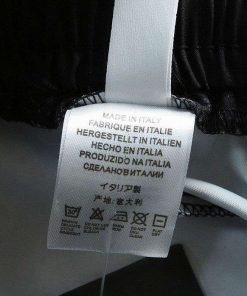 MADE IN ITALY
FABRIQUE EN ITALIE
HERGESTELLT IN ITALIEN
HECHO EN ITALIA
PRODUZIDO NA ITALIA
СДЕЛАНО В ИТАЛИИ
イタリア製
产地:意大利